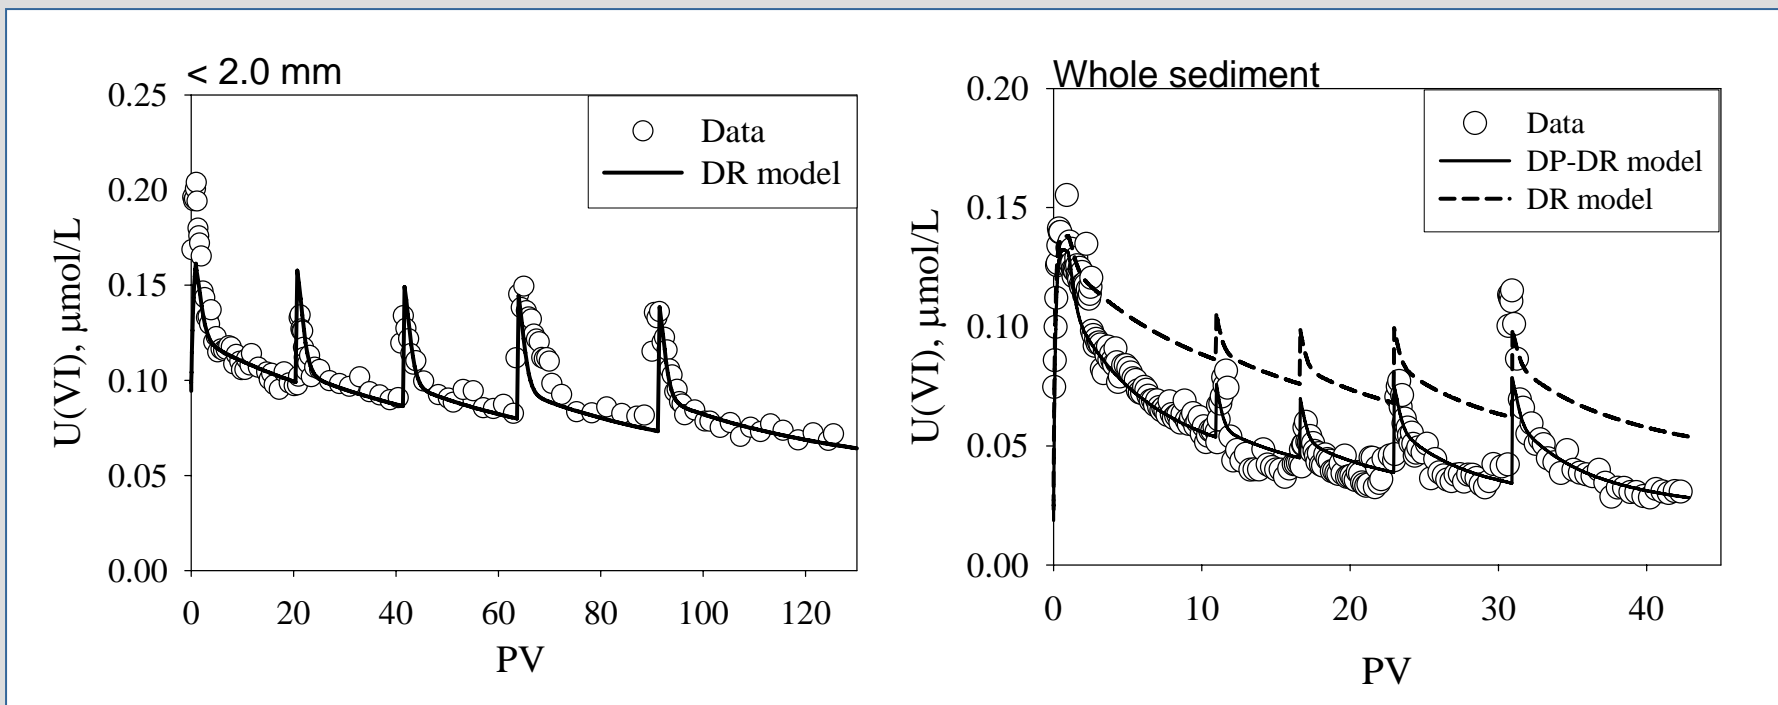 < 2.0 mm
0.25
0.20
0.15
0.10
0.05
0.00
U(VI), μmol/L
0 20 40 60 80 100 120
PV
Data
DR model
Whole sediment
0.20
0.15
0.10
0.05
0.00
U(VI), μmol/L
0 10 20 30 40
PV
Data
DP-DR model
DR model